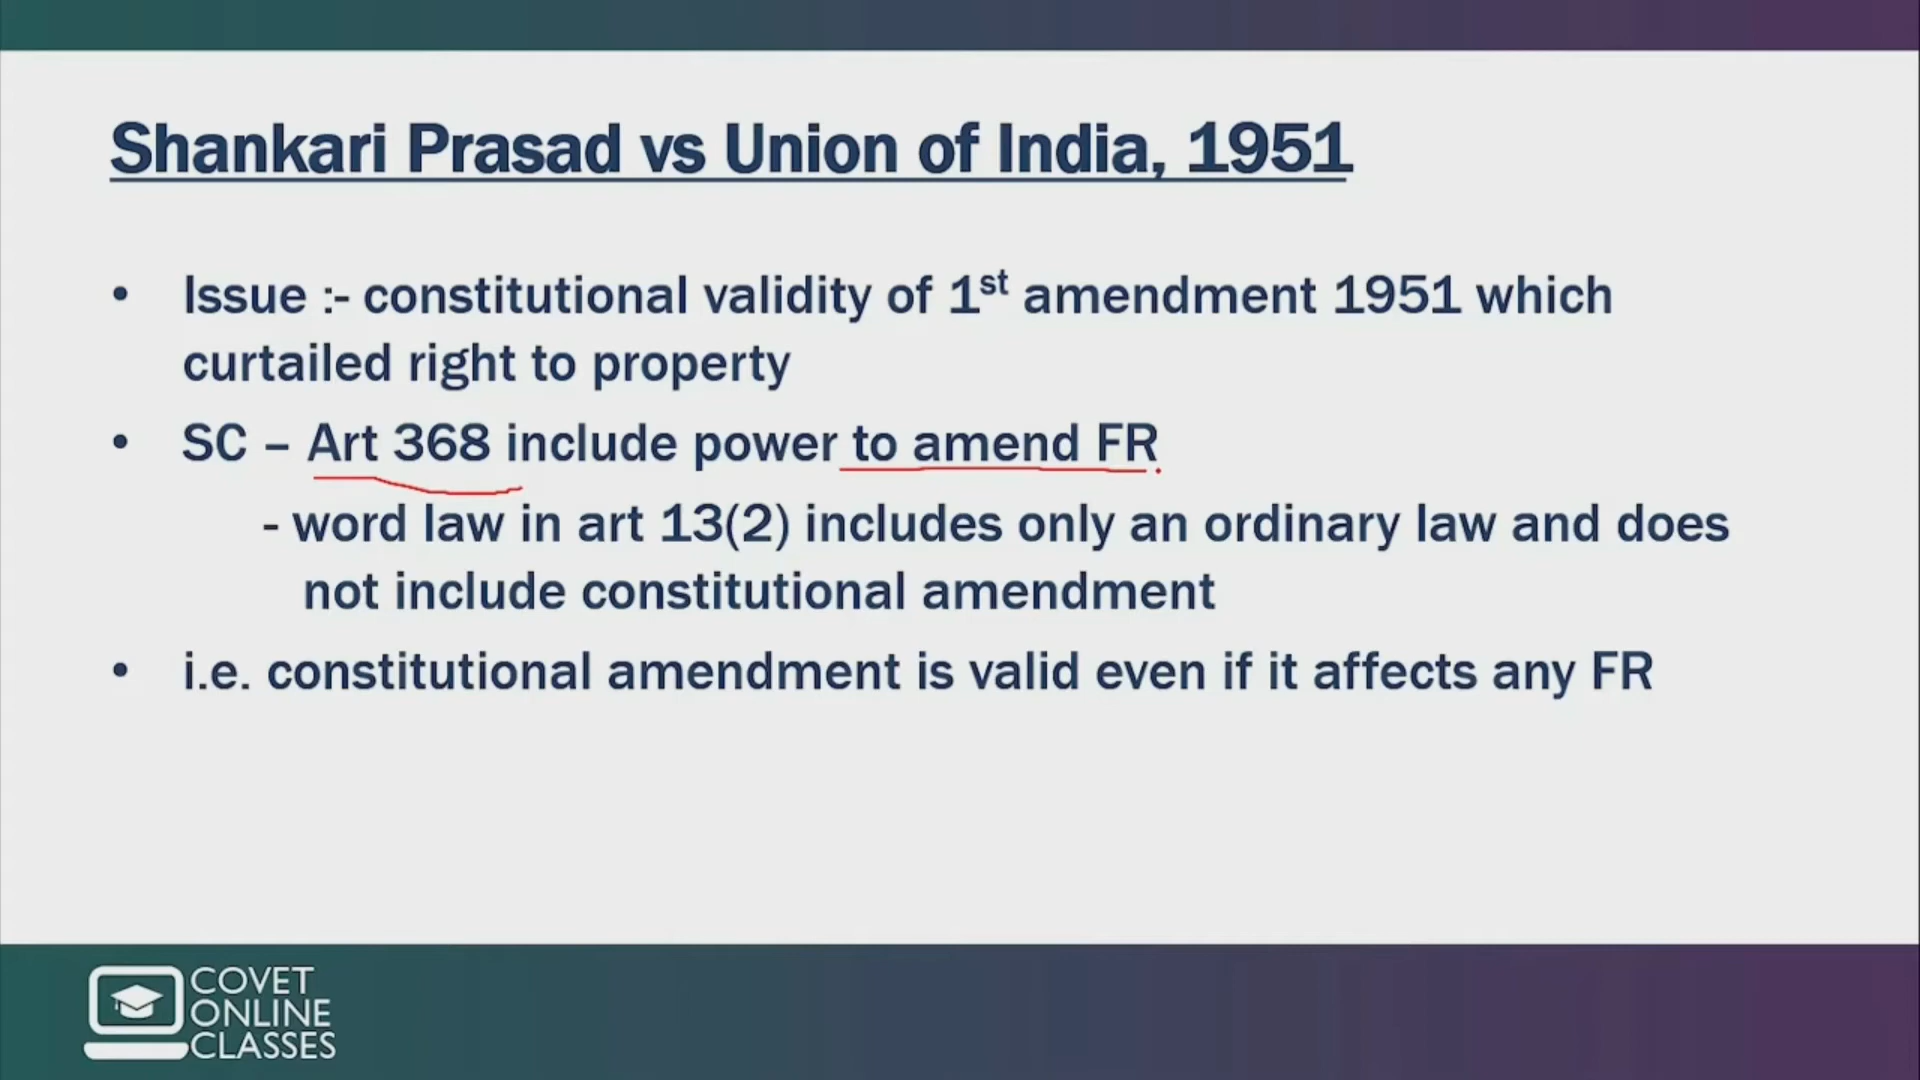 Shankari Prasad vs Union of India, 1951
• Issue :- constitutional validity of 1st amendment 1951 which
curtailed right to property
• SC – Art 368 include power to amend FR
- word law in art 13(2) includes only an ordinary law and does
not include constitutional amendment
• i.e. constitutional amendment is valid even if it affects any FR
COVET
ONLINE
CLASSES